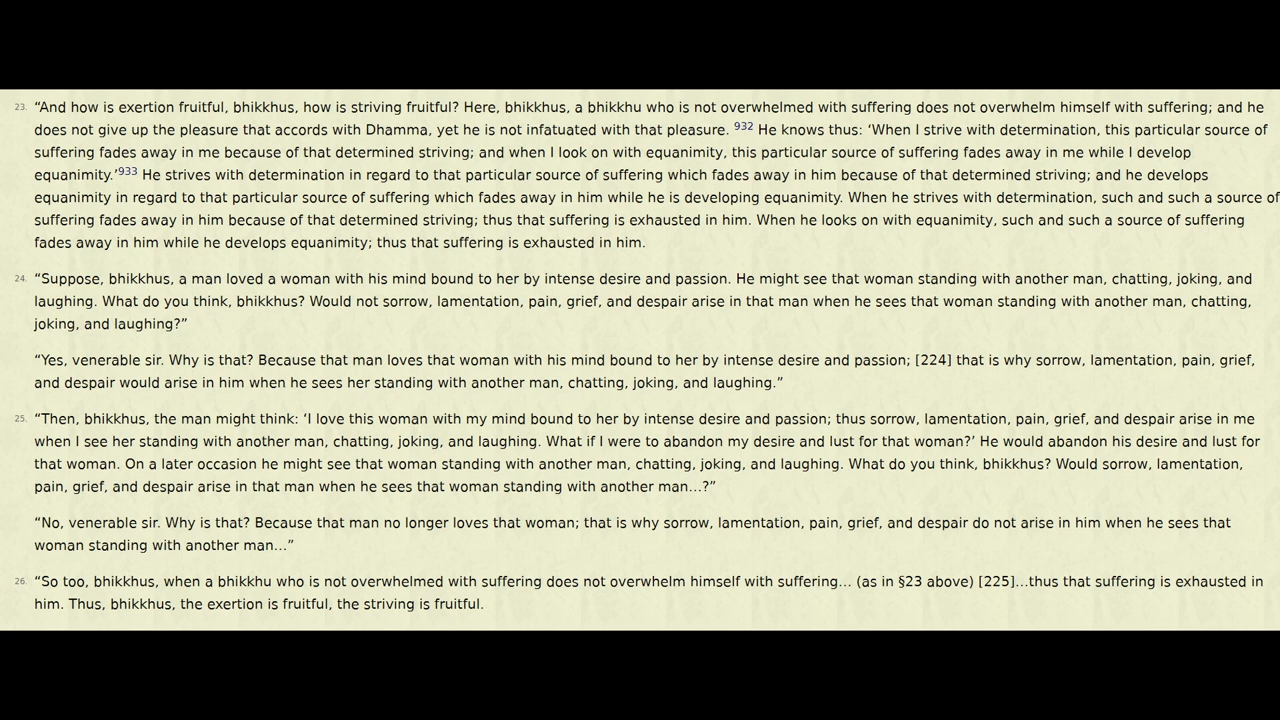 23. “And how is exertion fruitful, bhikkhus, how is striving fruitful? Here, bhikkhus, a bhikkhu who is not overwhelmed with suffering does not overwhelm himself with suffering; and he
does not give up the pleasure that accords with Dhamma, yet he is not infatuated with that pleasure. 932 He knows thus: ‘When I strive with determination, this particular source of
suffering fades away in me because of that determined striving; and when I look on with equanimity, this particular source of suffering fades away in me while I develop
equanimity.’933 He strives with determination in regard to that particular source of suffering which fades away in him because of that determined striving; and he develops
equanimity in regard to that particular source of suffering which fades away in him while he is developing equanimity. When he strives with determination, such and such a source of
suffering fades away in him because of that determined striving; thus that suffering is exhausted in him. When he looks on with equanimity, such and such a source of suffering
fades away in him while he develops equanimity; thus that suffering is exhausted in him.
24. “Suppose, bhikkhus, a man loved a woman with his mind bound to her by intense desire and passion. He might see that woman standing with another man, chatting, joking, and
laughing. What do you think, bhikkhus? Would not sorrow, lamentation, pain, grief, and despair arise in that man when he sees that woman standing with another man, chatting,
joking, and laughing?”
“Yes, venerable sir. Why is that? Because that man loves that woman with his mind bound to her by intense desire and passion; [224] that is why sorrow, lamentation, pain, grief,
and despair would arise in him when he sees her standing with another man, chatting, joking, and laughing.”
25. “Then, bhikkhus, the man might think: ‘I love this woman with my mind bound to her by intense desire and passion; thus sorrow, lamentation, pain, grief, and despair arise in me
when I see her standing with another man, chatting, joking, and laughing. What if I were to abandon my desire and lust for that woman?’ He would abandon his desire and lust for
that woman. On a later occasion he might see that woman standing with another man, chatting, joking, and laughing. What do you think, bhikkhus? Would sorrow, lamentation,
pain, grief, and despair arise in that man when he sees that woman standing with another man…?”
“No, venerable sir. Why is that? Because that man no longer loves that woman; that is why sorrow, lamentation, pain, grief, and despair do not arise in him when he sees that
woman standing with another man…”
26. “So too, bhikkhus, when a bhikkhu who is not overwhelmed with suffering does not overwhelm himself with suffering… (as in §23 above) [225]…thus that suffering is exhausted in
him. Thus, bhikkhus, the exertion is fruitful, the striving is fruitful.